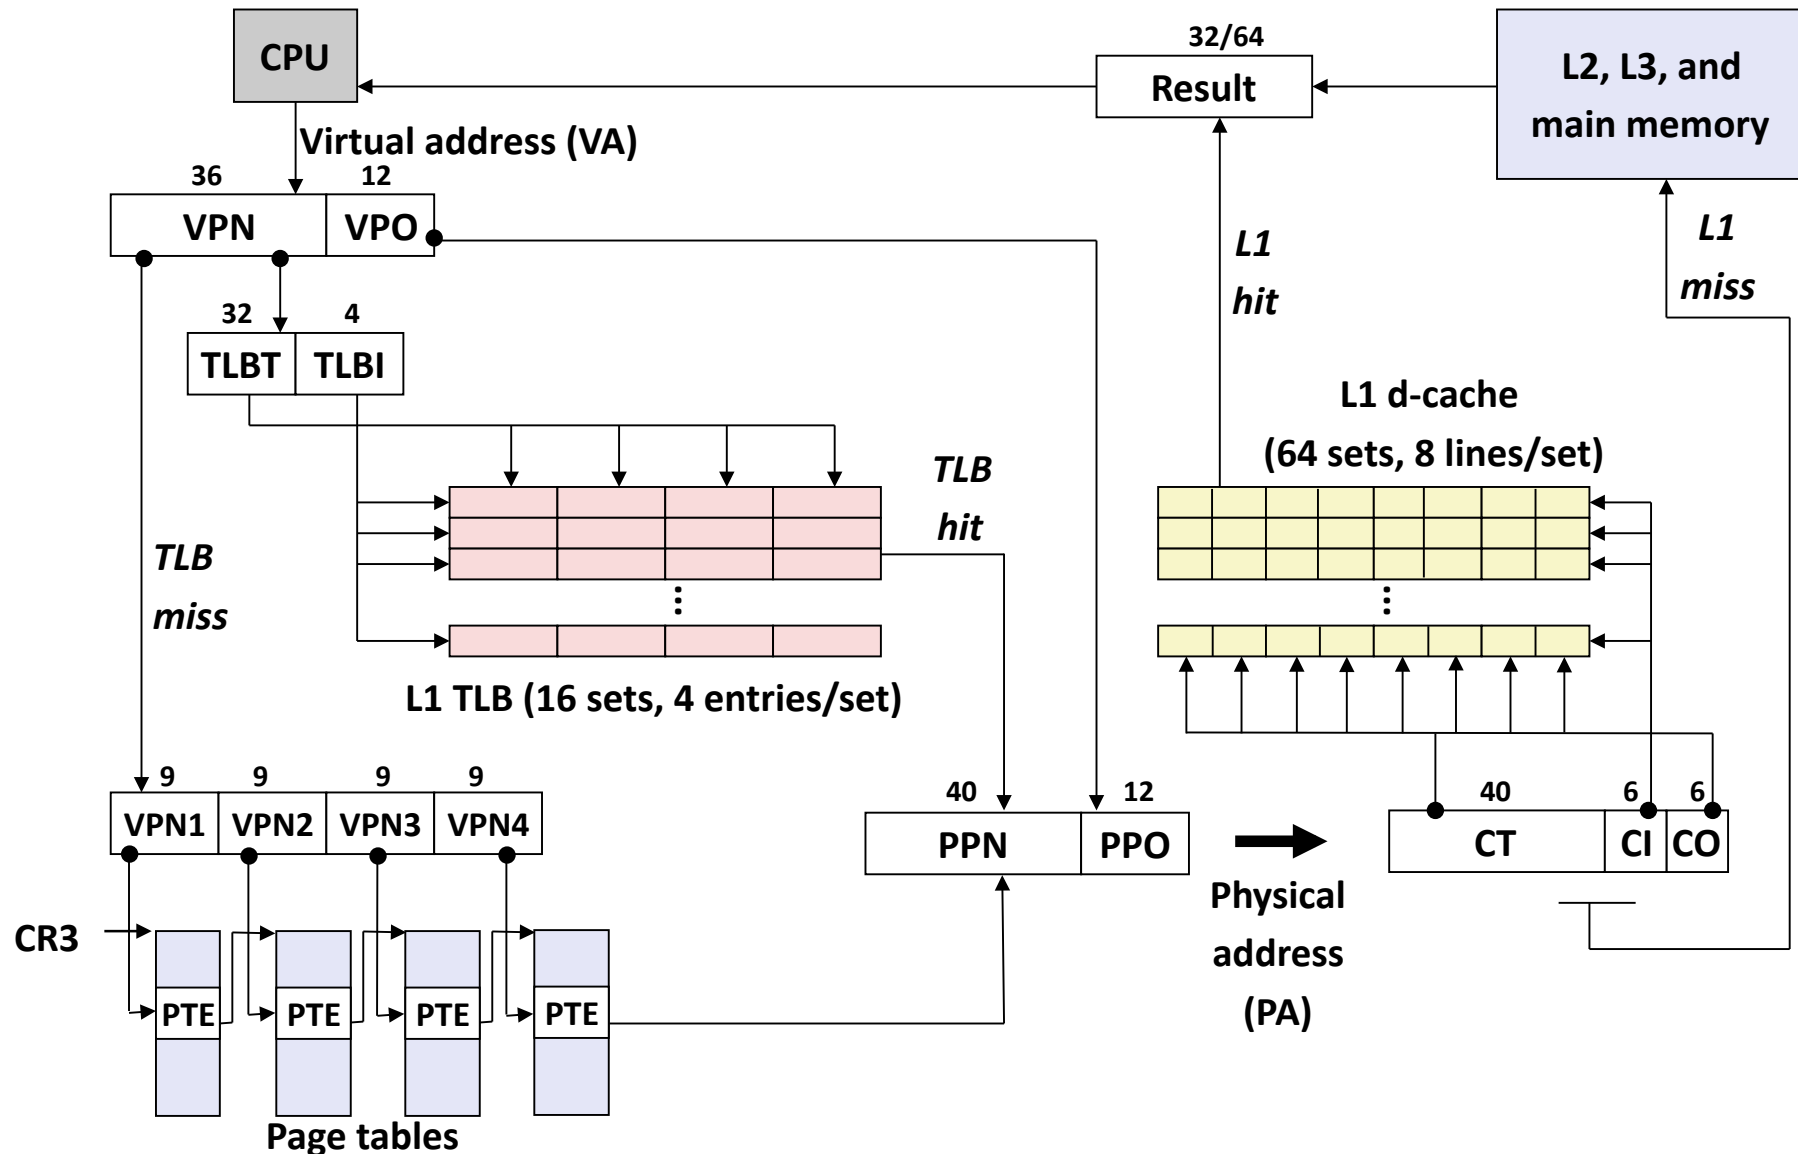 CPU
32/64
Result
L2, L3, and
main memory
Virtual address (VA)
36
12
VPN
VPO
L1
hit
L1
miss
32
4
TLBT
TLBI
L1 d-cache
(64 sets, 8 lines/set)
TLB
hit
TLB
miss
...
...
L1 TLB (16 sets, 4 entries/set)
9
9
9
9
VPN1
VPN2
VPN3
VPN4
40
12
PPN
PPO
40
6
6
CT
CI
CO
Physical
address
(PA)
CR3
PTE
PTE
PTE
PTE
Page tables